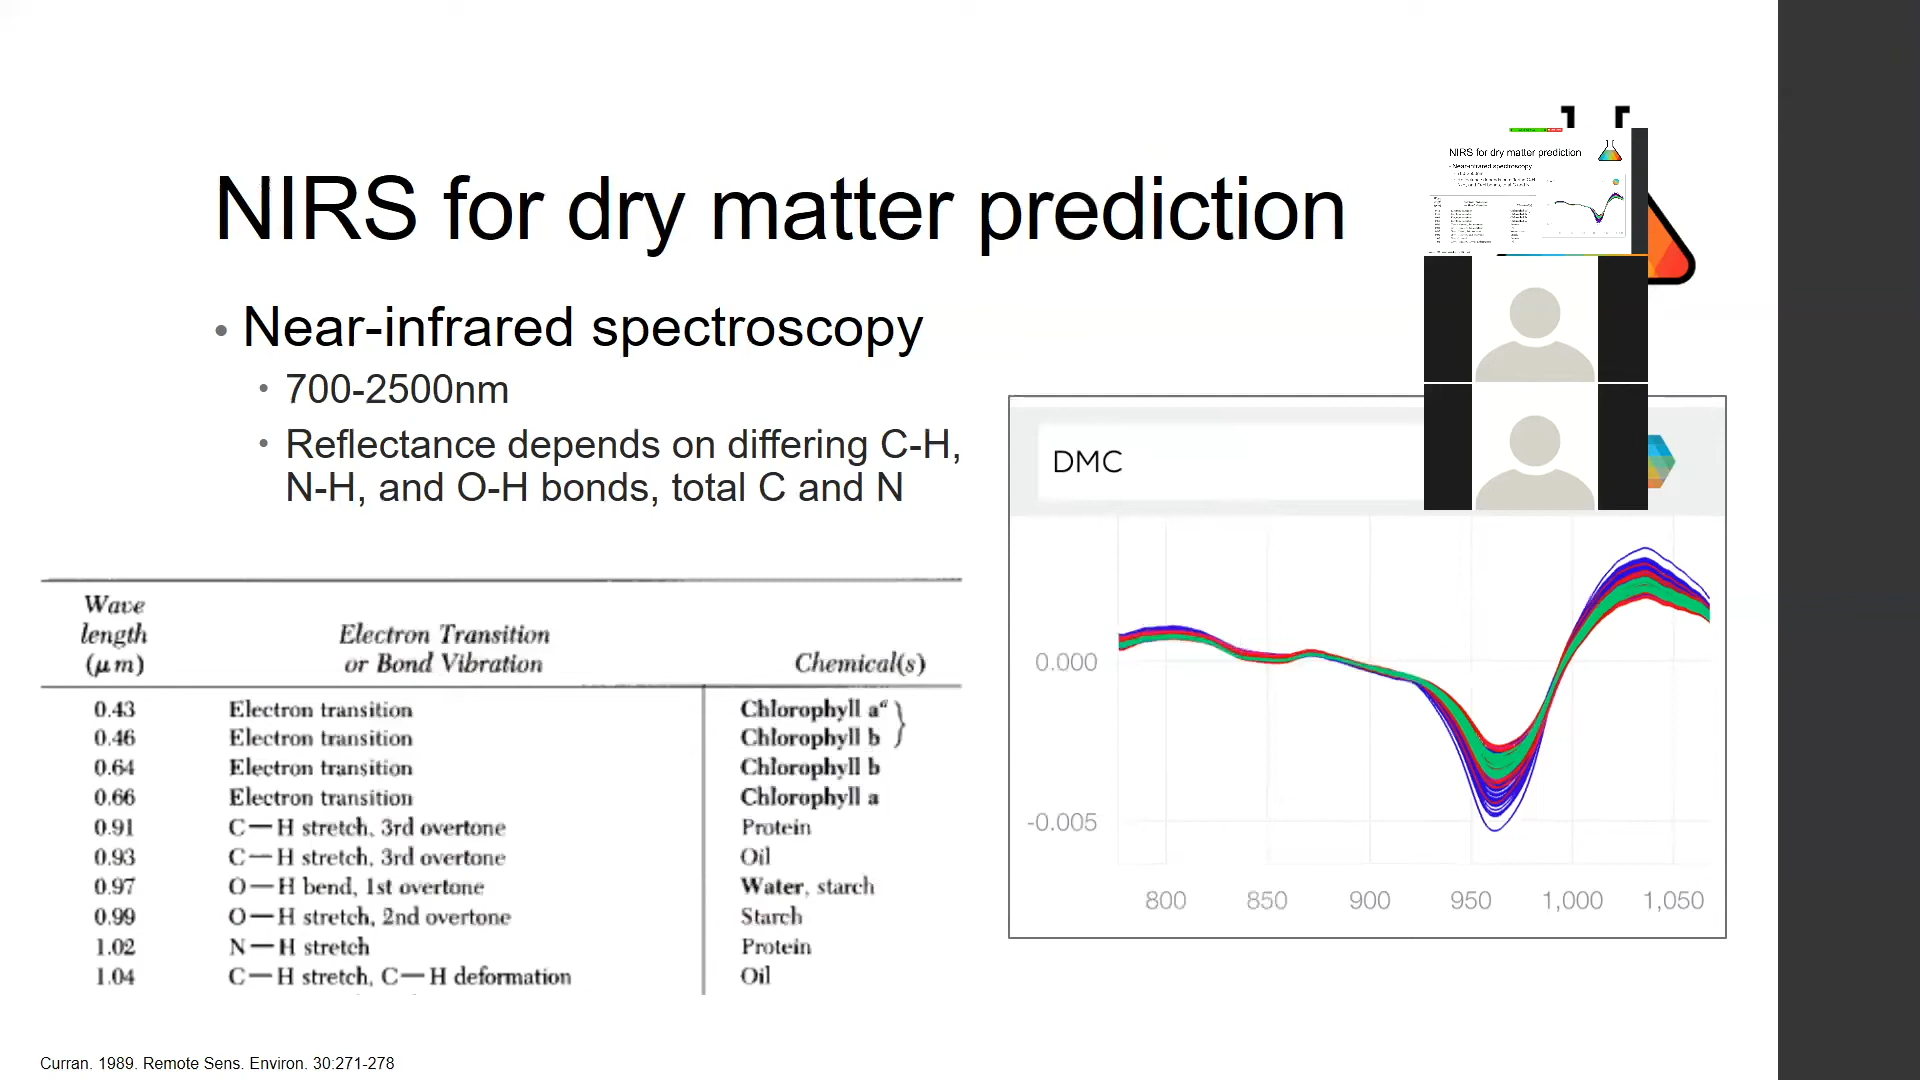 NIRS for dry matter prediction
• Near-infrared spectroscopy
• 700-2500nm
• Reflectance depends on differing C-H,
N-H, and O-H bonds, total C and N
Wave
length
(μm)
Electron Transition
or Bond Vibration
Chemical(s)
0.43 Electron transition Chlorophyll aª
0.46 Electron transition Chlorophyll b
0.64 Electron transition Chlorophyll b
0.66 Electron transition Chlorophyll a
0.91 C—H stretch, 3rd overtone Protein
0.93 C—H stretch, 3rd overtone Oil
0.97 O—H bend, 1st overtone Water, starch
0.99 O—H stretch, 2nd overtone Starch
1.02 N—H stretch Protein
1.04 C—H stretch, C—H deformation Oil
DMC
0.000
-0.005
800 850 900 950 1,000 1,050
Curran. 1989. Remote Sens. Environ. 30:271-278
NIRS for dry matter prediction
Near-infrared spectroscopy